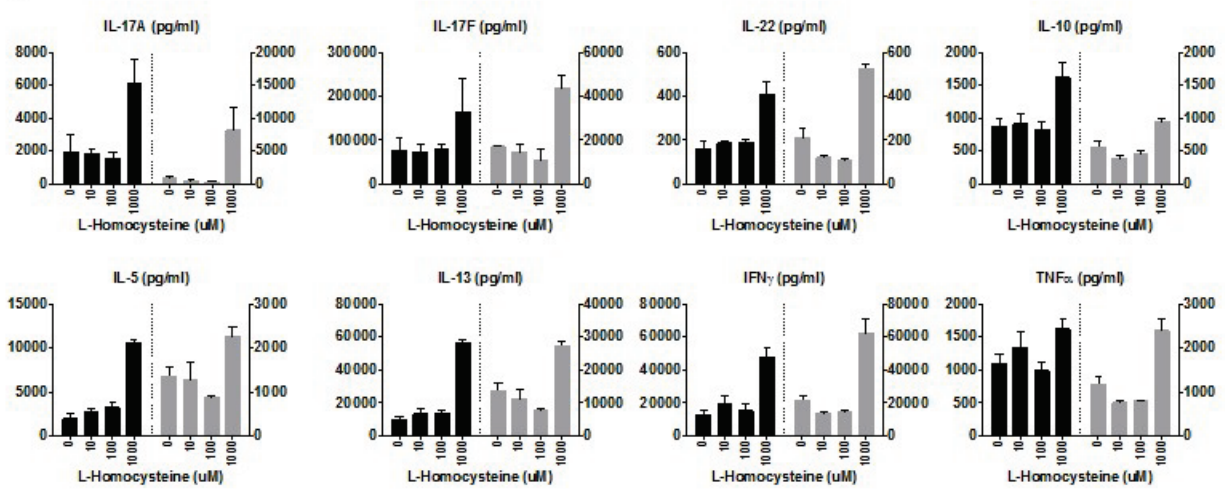 IL-17A (pg/ml)
8000 6000 4000 2000 0
20000 15000 10000 5000 0
0 10 100 1000 0 10 100 1000
L-Homocysteine (uM)
IL-17F (pg/ml)
300000 200000 100000 0
60000 40000 20000 0
0 10 100 1000 0 10 100 1000
L-Homocysteine (uM)
IL-22 (pg/ml)
600 400 200 0
600 400 200 0
0 10 100 1000 0 10 100 1000
L-Homocysteine (uM)
IL-10 (pg/ml)
2000 1500 1000 500 0
2000 1500 1000 500 0
0 10 100 1000 0 10 100 1000
L-Homocysteine (uM)
IL-5 (pg/ml)
15000 10000 5000 0
3000 2000 1000 0
0 10 100 1000 0 10 100 1000
L-Homocysteine (uM)
IL-13 (pg/ml)
80000 60000 40000 20000 0
40000 30000 20000 10000 0
0 10 100 1000 0 10 100 1000
L-Homocysteine (uM)
IFNγ (pg/ml)
80000 60000 40000 20000 0
80000 60000 40000 20000 0
0 10 100 1000 0 10 100 1000
L-Homocysteine (uM)
TNFα (pg/ml)
2000 1500 1000 500 0
3000 2000 1000 0
0 10 100 1000 0 10 100 1000
L-Homocysteine (uM)